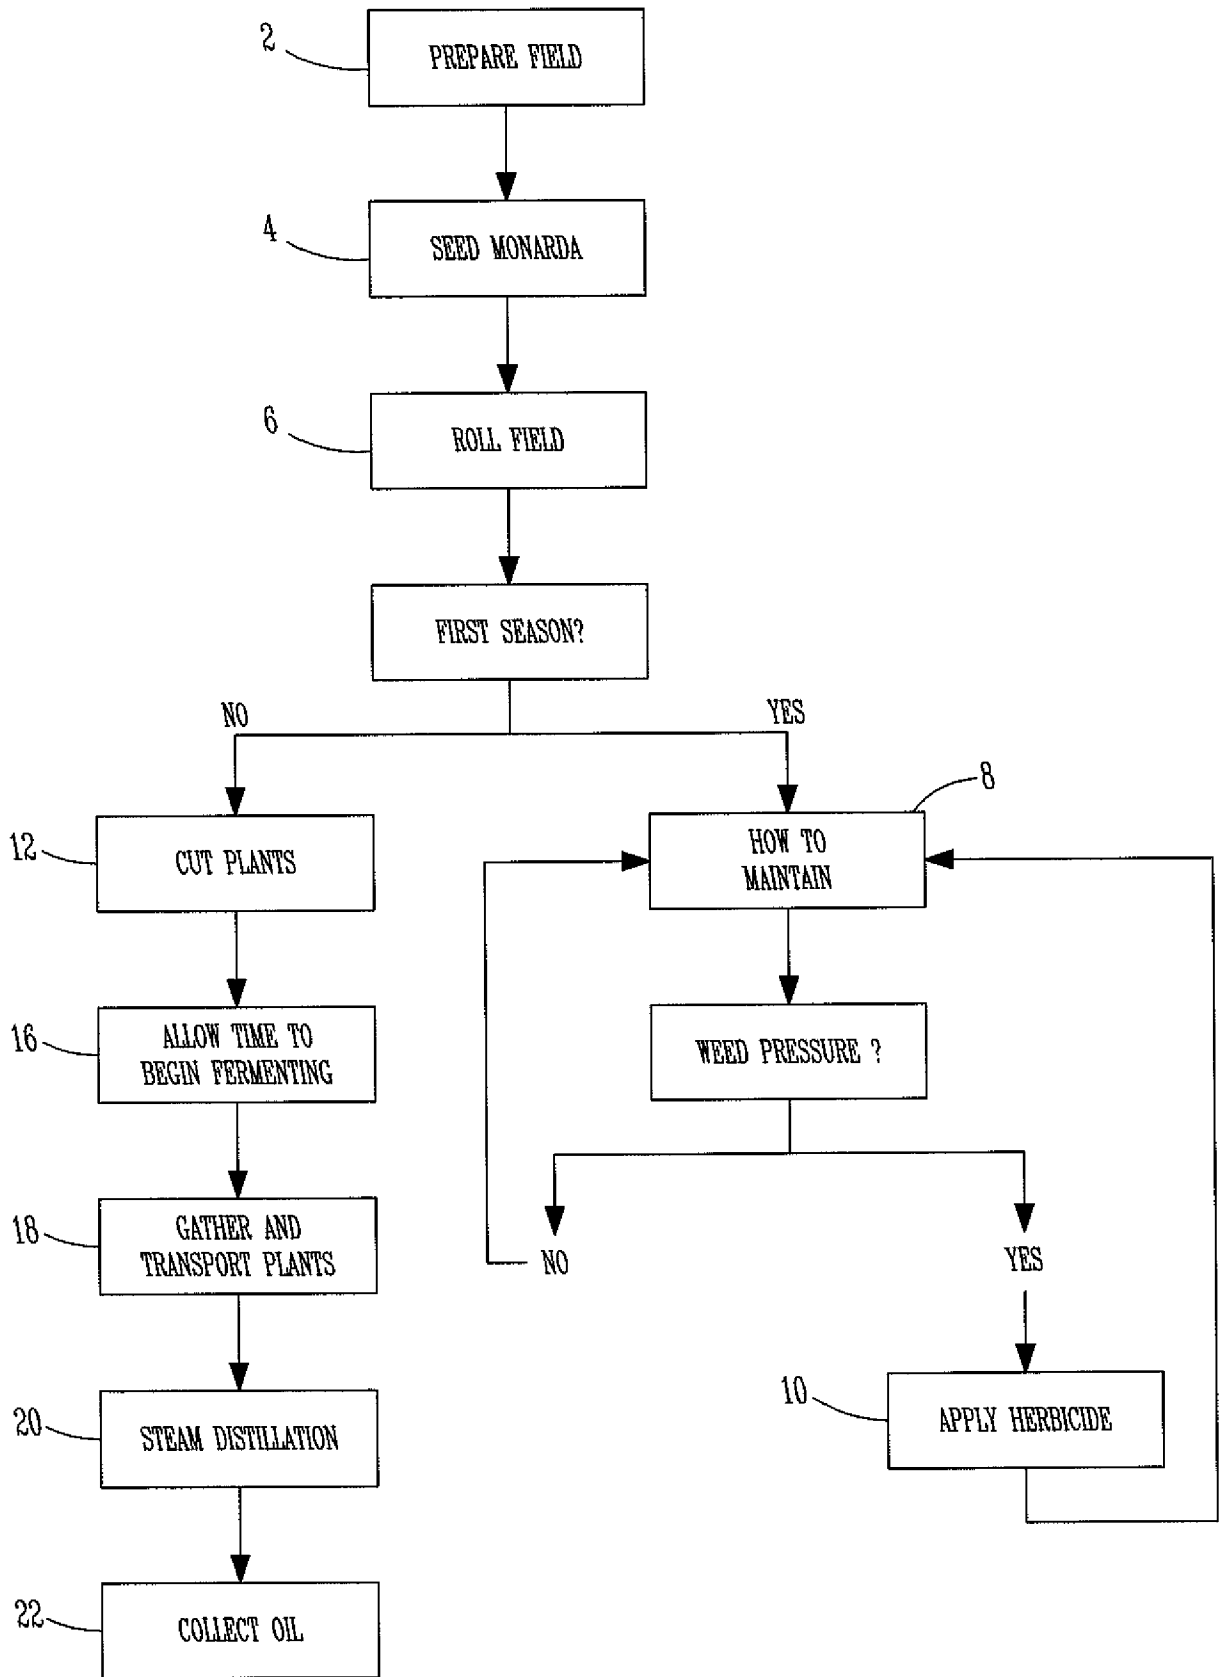 2
PREPARE FIELD
4
SEED MONARDA
6
ROLL FIELD
FIRST SEASON?
NO
YES
8
12
CUT PLANTS
HOW TO
MAINTAIN
16
ALLOW TIME TO
BEGIN FERMENTING
WEED PRESSURE ?
18
GATHER AND
TRANSPORT PLANTS
NO
YES
20
STEAM DISTILLATION
10
APPLY HERBICIDE
22
COLLECT OIL